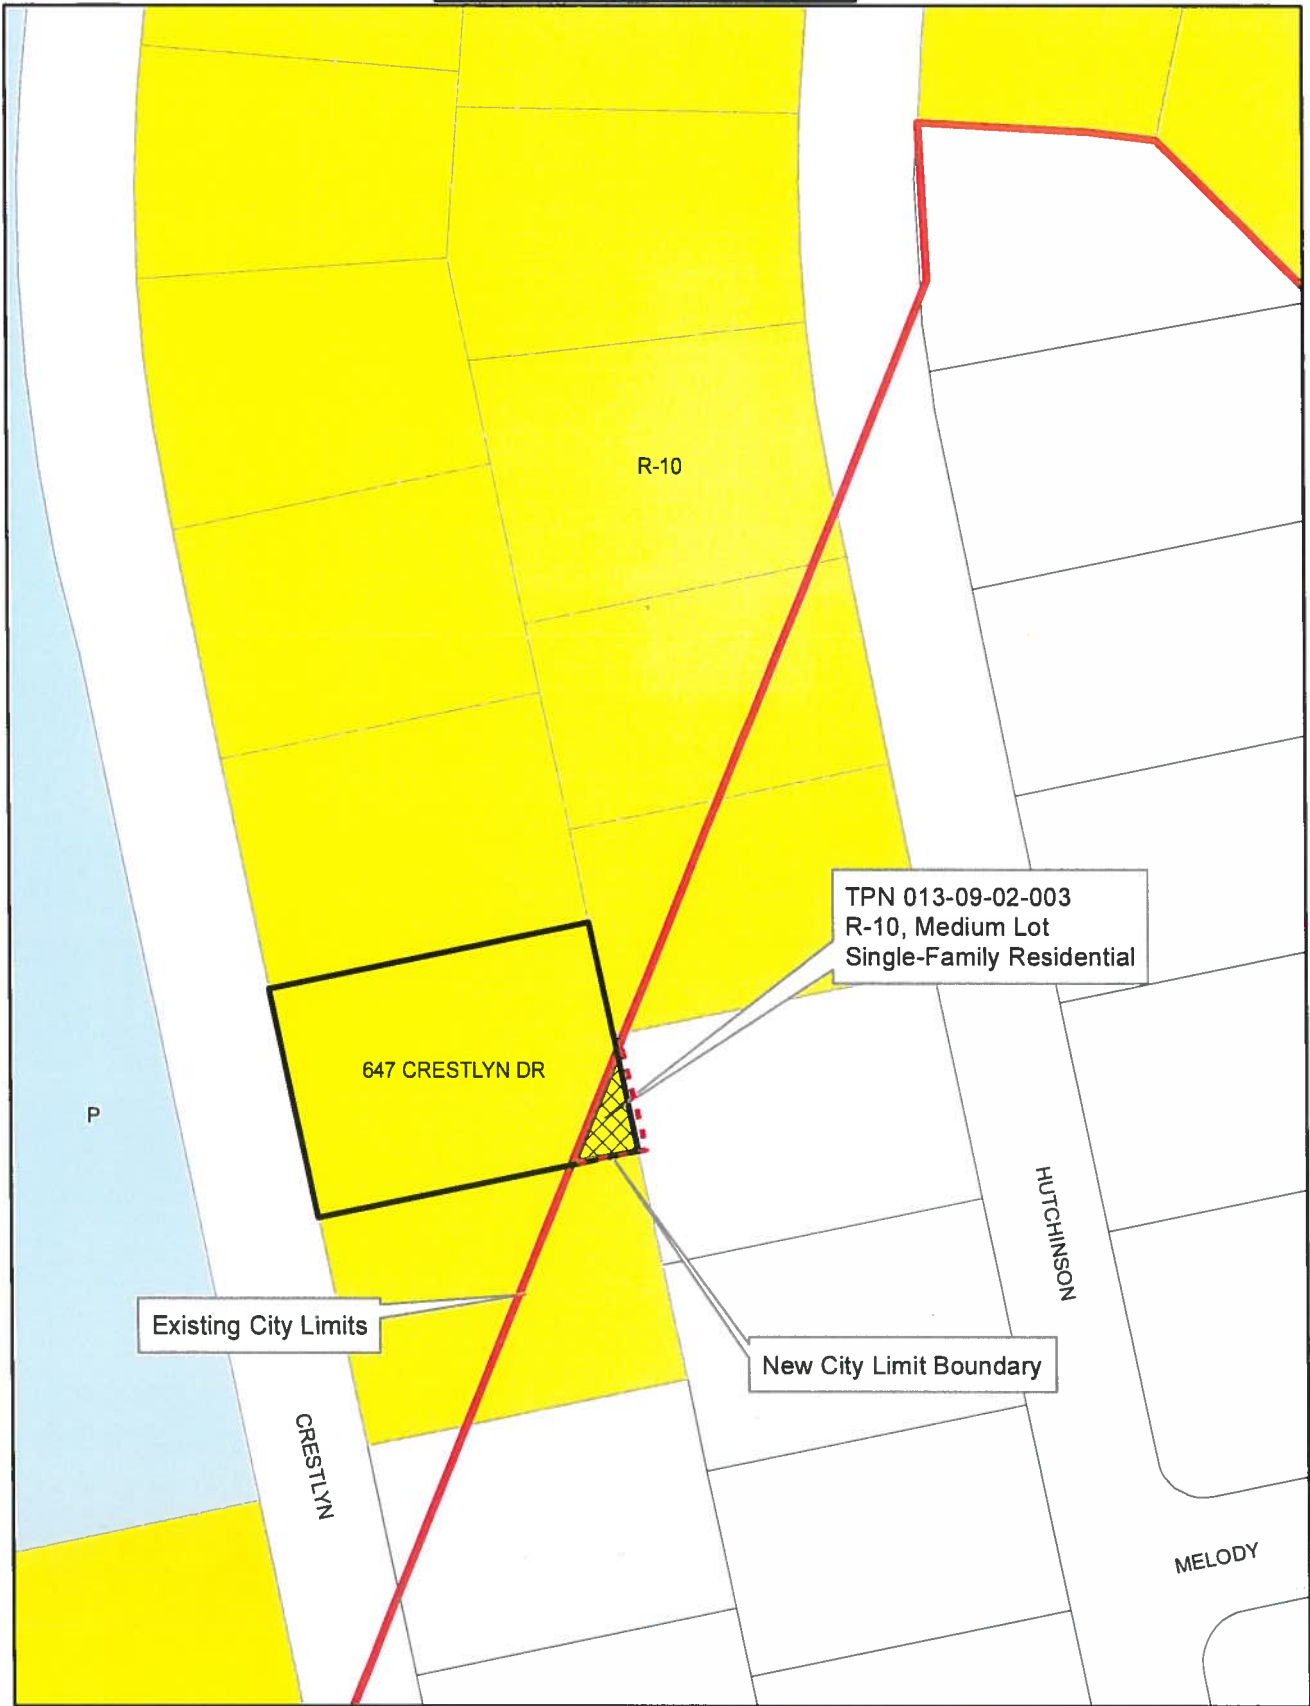 R-10
TPN 013-09-02-003
R-10, Medium Lot
Single-Family Residential
647 CRESTLYN DR
P
HUTCHINSON
Existing City Limits
New City Limit Boundary
CRESTLYN
MELODY